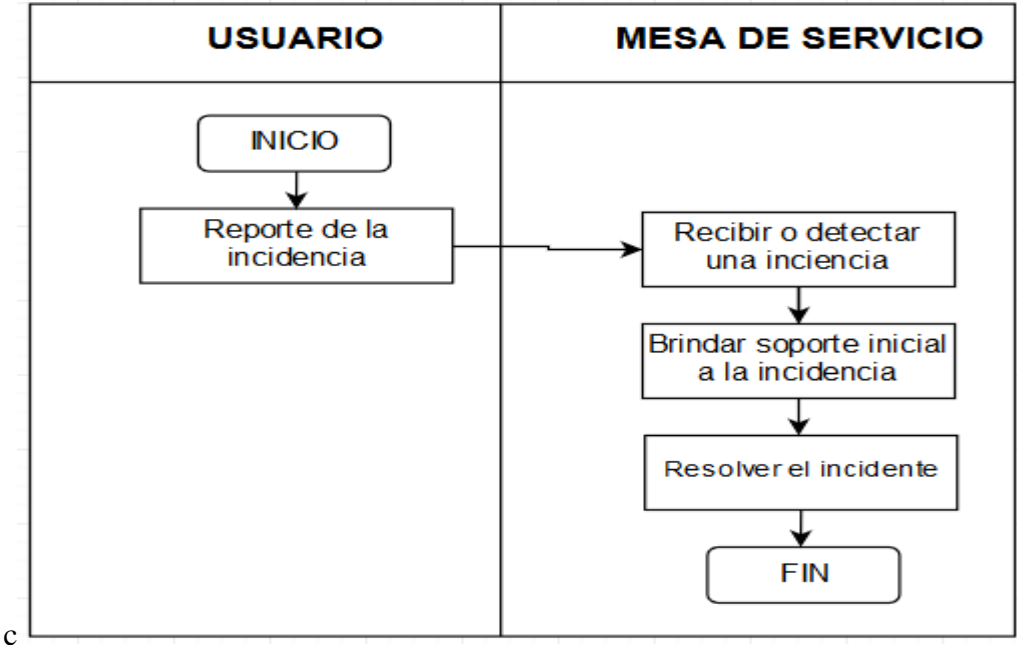 USUARIO
MESA DE SERVICIO
INICIO
Reporte de la
incidencia
Recibir o detectar
una inciencia
Brindar soporte inicial
a la incidencia
Resolver el incidente
FIN
c